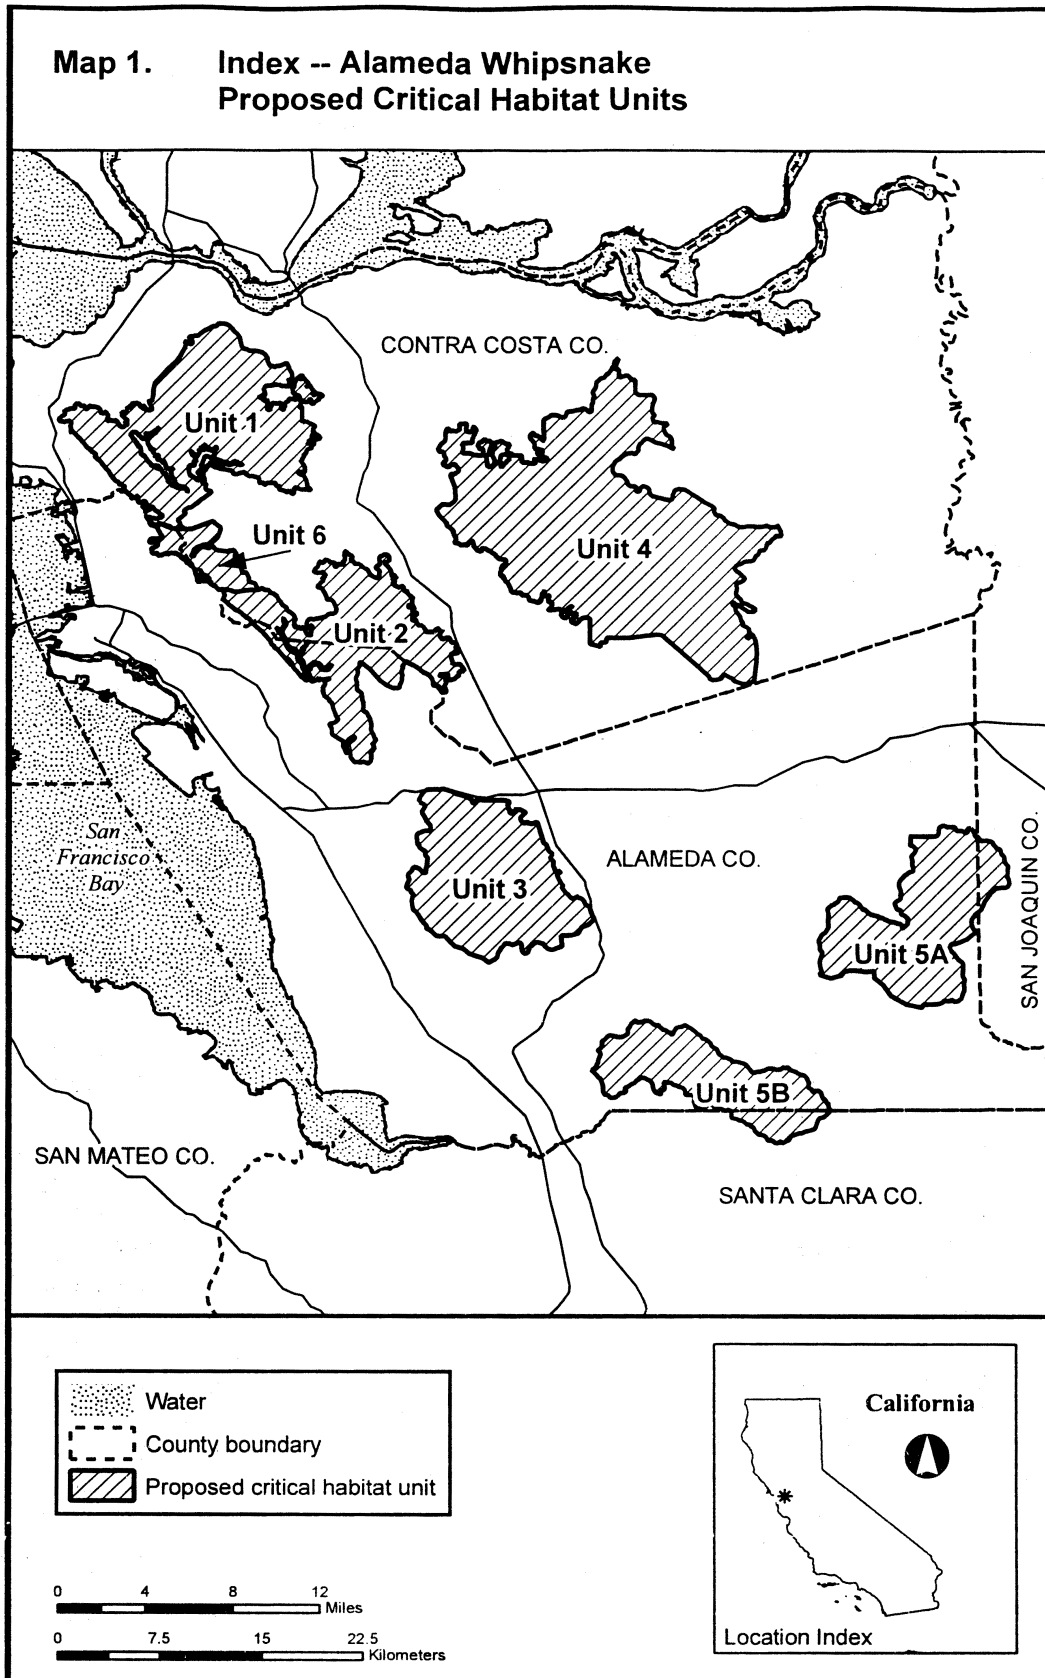 Map 1. Index -- Alameda Whipsnake
Proposed Critical Habitat Units
CONTRA COSTA CO.
Unit 1
Unit 6
Unit 4
Unit 2
San
Francisco
Bay
ALAMEDA CO.
Unit 3
SAN JOAQUIN CO.
Unit 5A
Unit 5B
SAN MATEO CO.
SANTA CLARA CO.
Water
County boundary
Proposed critical habitat unit
California
Location Index
0 4 8 12
Miles
0 7.5 15 22.5
Kilometers